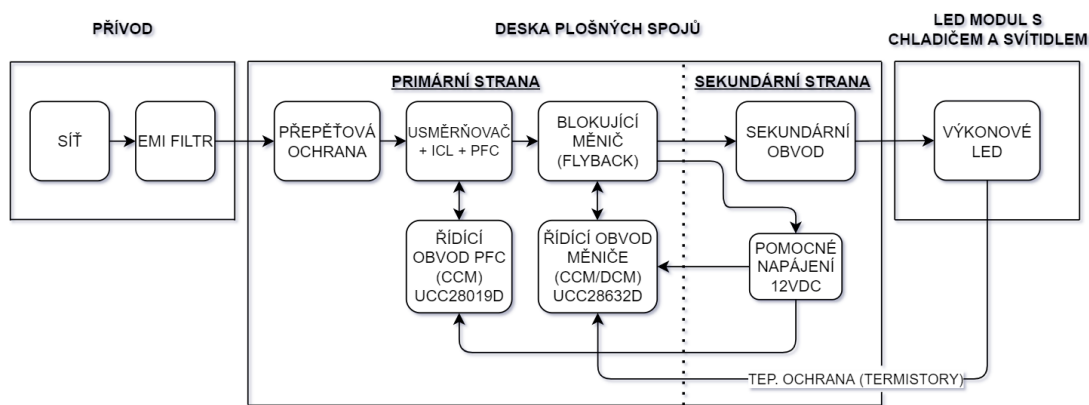 PŘÍVOD
DESKA PLOŠNÝCH SPOJŮ
LED MODUL S
CHLADIČEM A SVÍTIDLEM
PRIMÁRNÍ STRANA
SEKUNDÁRNÍ STRANA
SÍŤ
EMI FILTR
PŘEPĚŤOVÁ
OCHRANA
USMĚRŇOVAČ
+ ICL + PFC
BLOKUJÍCÍ
MĚNIČ
(FLYBACK)
SEKUNDÁRNÍ
OBVOD
VÝKONOVÉ
LED
ŘÍDÍCÍ
OBVOD PFC
(CCM)
UCC28019D
ŘÍDÍCÍ OBVOD
MĚNIČE
(CCM/DCM)
UCC28632D
POMOCNÉ
NAPÁJENÍ
12VDC
TEP. OCHRANA (TERMISTORY)